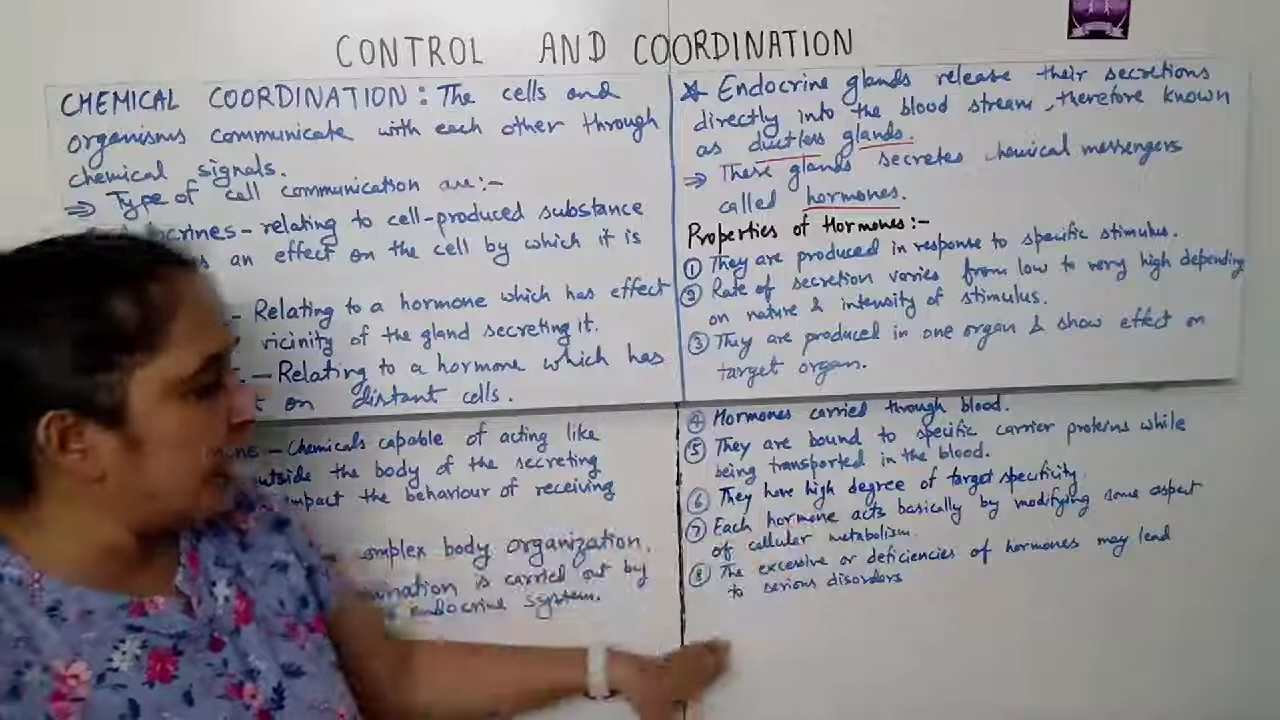 CONTROL AND COORDINATION
CHEMICAL COORDINATION: The cells and
organisms communicate with each other through
chemical signals.
⇒ Type of cell communication are:-
crines - relating to cell-produced substance
an effect on the cell by which it is
- Relating to a hormone which has effect
vicinity of the gland secreting it.
- Relating to a hormone which has
on distant cells.
mone - Chemicals capable of acting like
outside the body of the secreting
impact the behaviour of receiving
omplex body organization.
rdination is carried out by
endocrine system.
* Endocrine glands release their secretions
directly into the blood stream, therefore known
as ductless glands.
⇒ These glands secretes chemical messengers
called hormones.
Properties of Hormones:-
① They are produced in response to specific stimulus.
② Rate of secretion varies from low to very high depending
on nature & intensity of stimulus.
③ They are produced in one organ & show effect on
target organ.
④ Hormones carried through blood.
⑤ They are bound to specific carrier proteins while
being transported in the blood.
⑥ They have high degree of target specificity.
⑦ Each hormone acts basically by modifying some aspect
of cellular metabolism.
⑧ The excessive or deficiencies of hormones may lead
to serious disorders